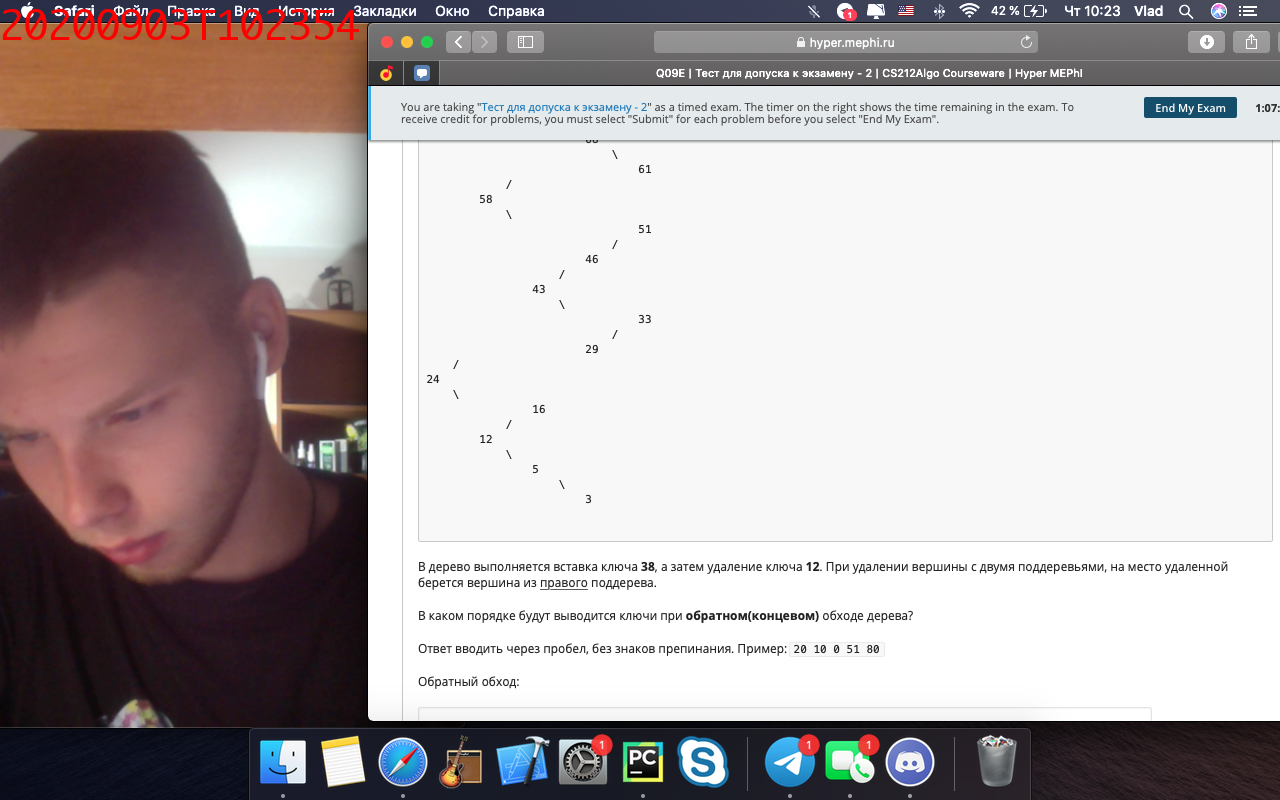 Safari Файл Правка Вид История Закладки Окно Справка 42 % Чт 10:23 Vlad
20200903T102354
hyper.mephi.ru
Q09E | Тест для допуска к экзамену - 2 | CS212Algo Courseware | Hyper MEPhI
You are taking "Тест для допуска к экзамену - 2" as a timed exam. The timer on the right shows the time remaining in the exam. To
receive credit for problems, you must select "Submit" for each problem before you select "End My Exam".
End My Exam
1:07:
\
61
/
58
\
51
/
46
/
43
\
33
/
29
/
24
\
16
/
12
\
5
\
3
В дерево выполняется вставка ключа 38, а затем удаление ключа 12. При удалении вершины с двумя поддеревьями, на место удаленной
берется вершина из правого поддерева.
В каком порядке будут выводится ключи при обратном(концевом) обходе дерева?
Ответ вводить через пробел, без знаков препинания. Пример: 20 10 0 51 80
Обратный обход:
1
PC
1
1
1